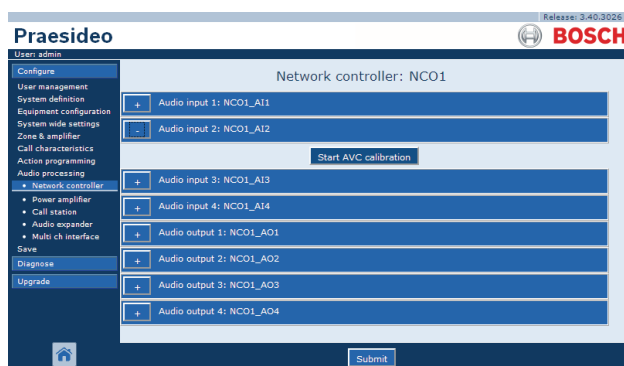 Release: 3.40.3026
Praesideo
BOSCH
User: admin
Configure
User management
System definition
Equipment configuration
System wide settings
Zone & amplifier
Call characteristics
Action programming
Audio processing
• Network controller
• Power amplifier
• Call station
• Audio expander
• Multi ch interface
Save
Diagnose
Upgrade
Network controller: NCO1
+ Audio input 1: NCO1_AI1
- Audio input 2: NCO1_AI2
Start AVC calibration
+ Audio input 3: NCO1_AI3
+ Audio input 4: NCO1_AI4
+ Audio output 1: NCO1_AO1
+ Audio output 2: NCO1_AO2
+ Audio output 3: NCO1_AO3
+ Audio output 4: NCO1_AO4
Submit